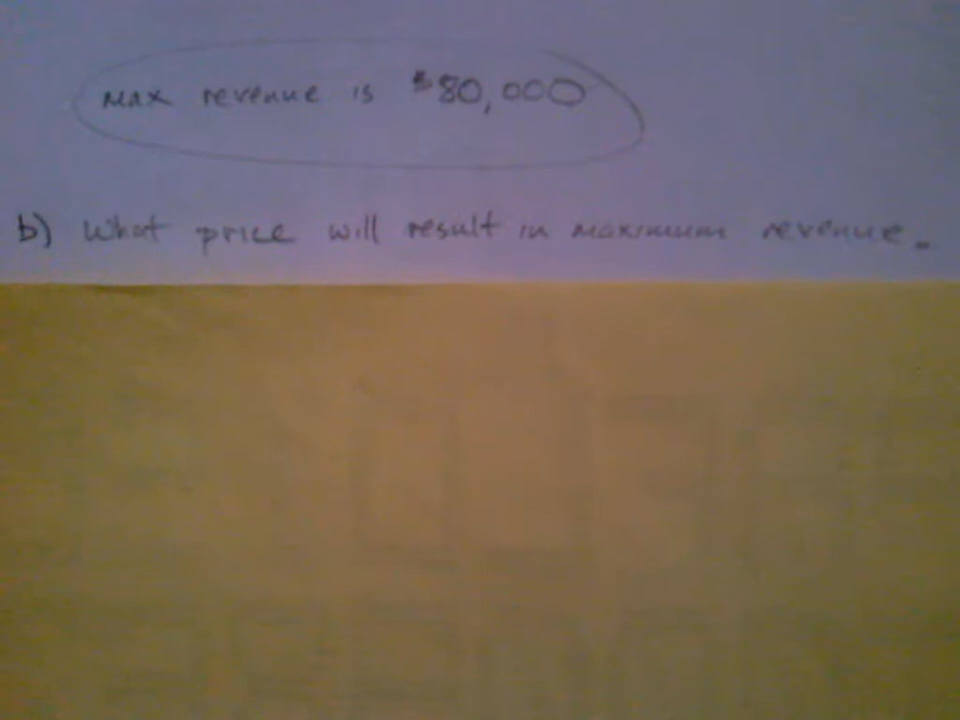 max revenue is $80,000
b) What price will result in maximum revenue.